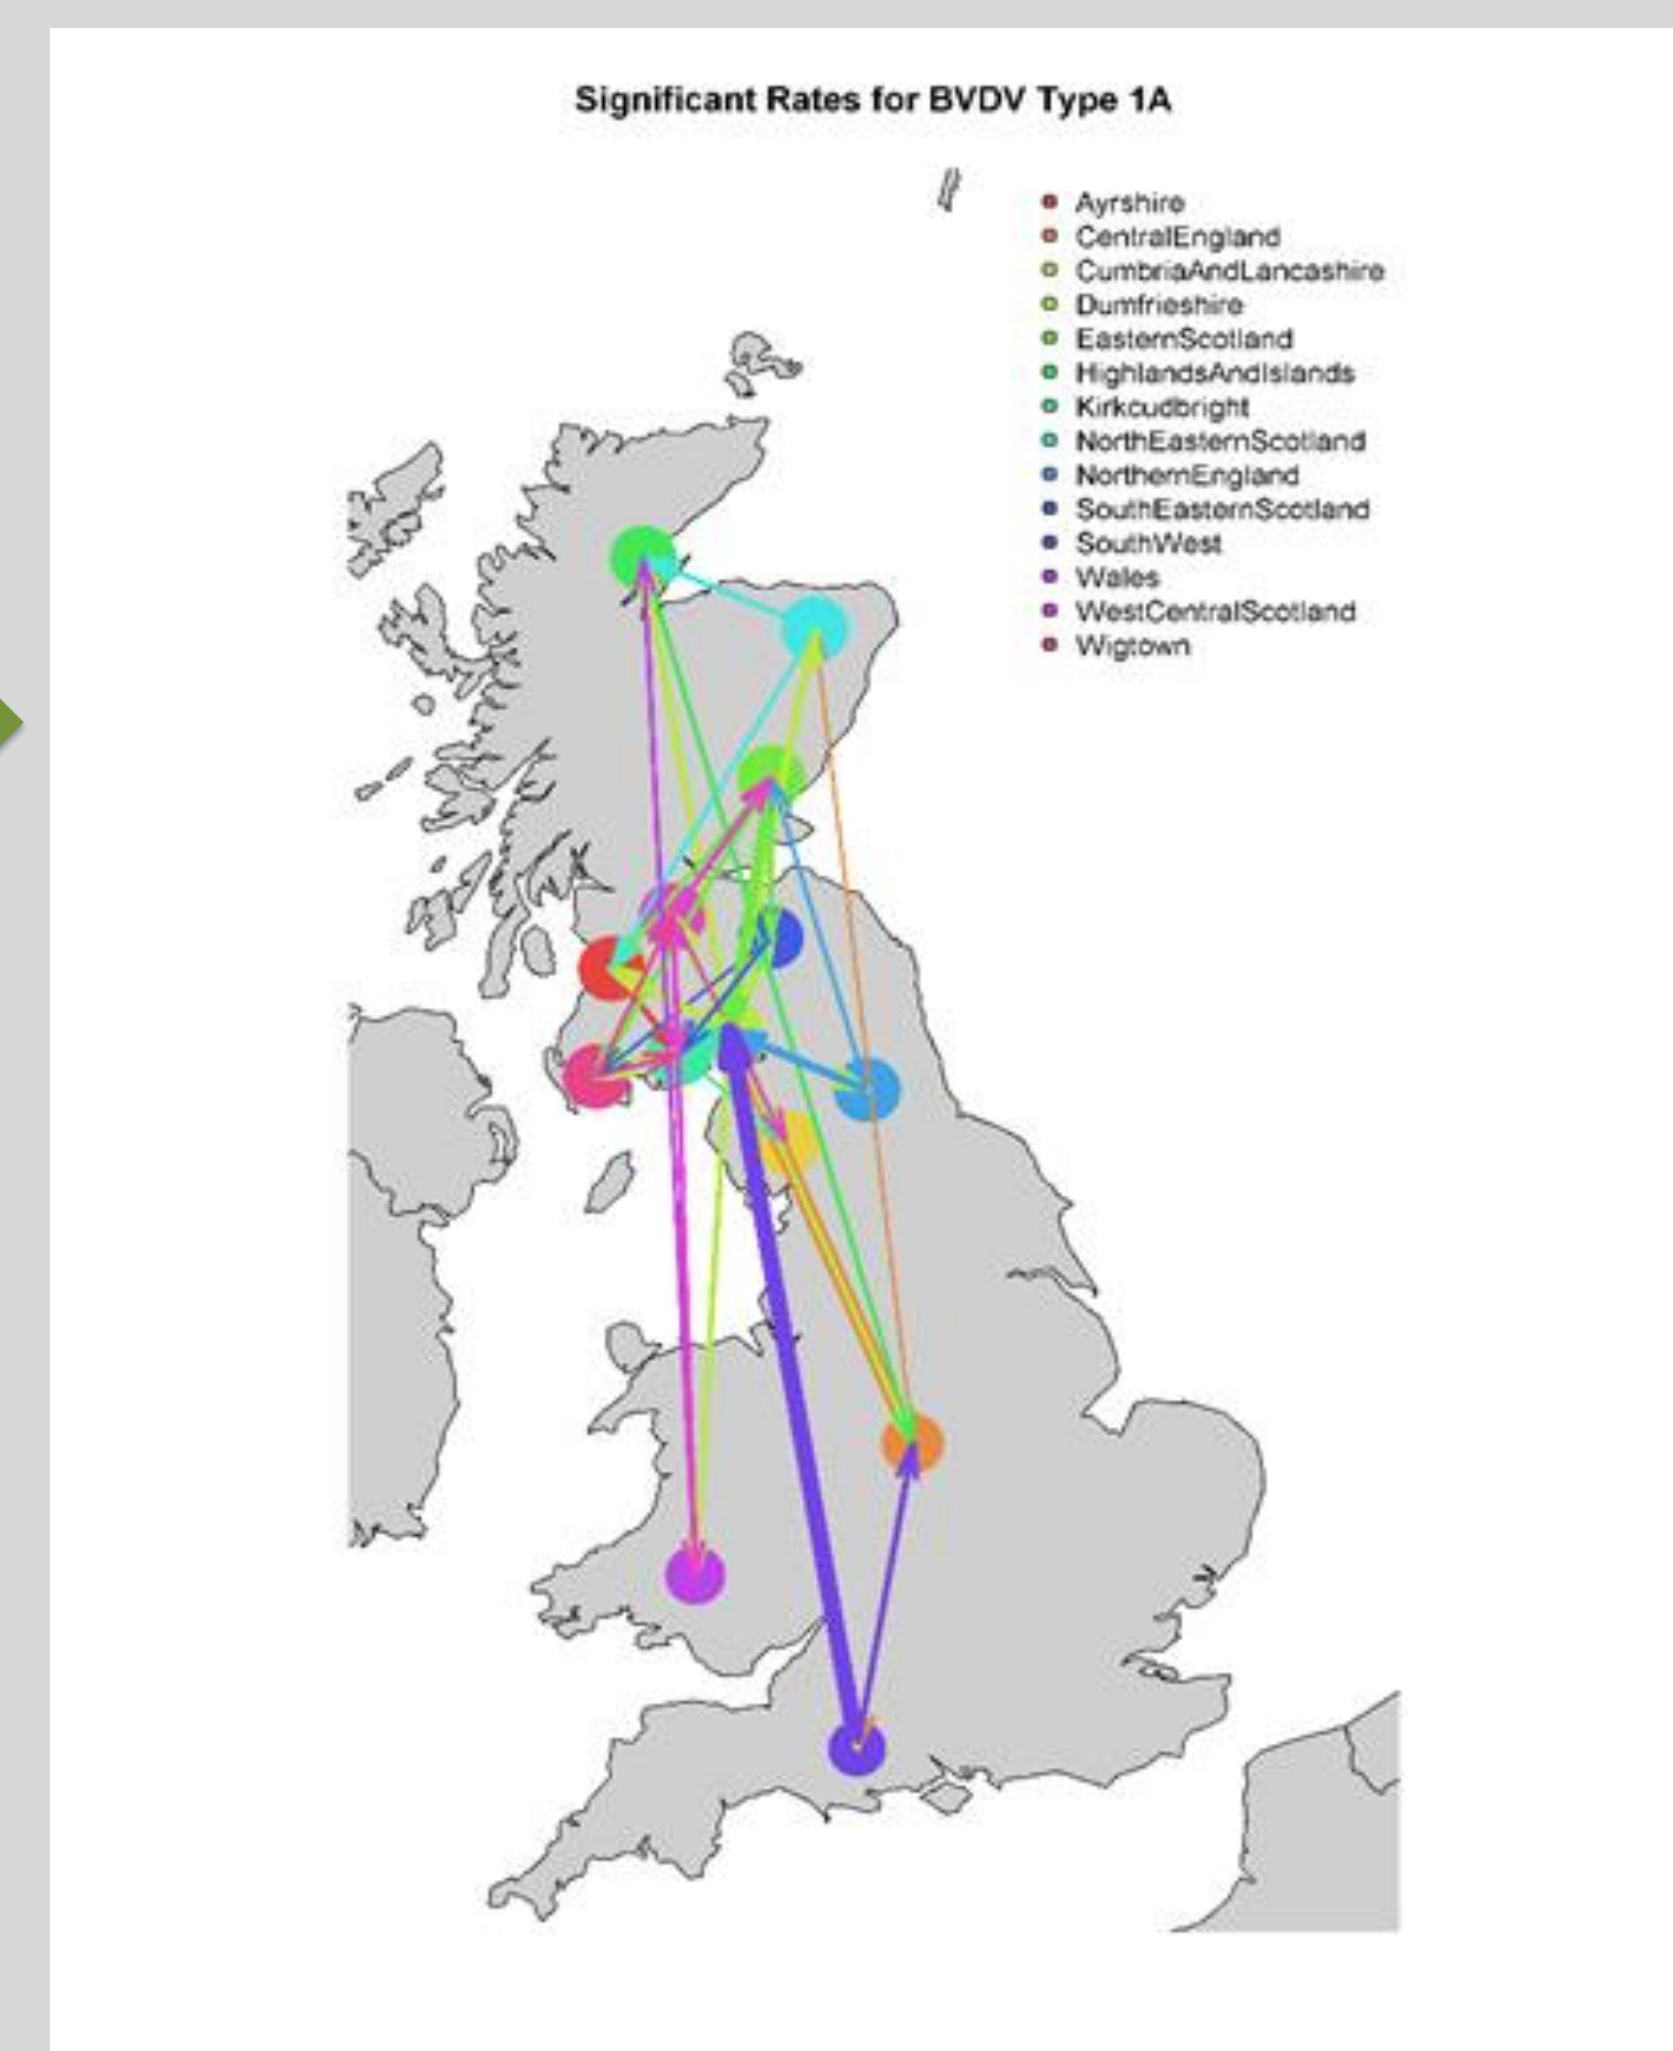 Significant Rates for BVDV Type 1A
Ayrshire
CentralEngland
CumbriaAndLancashire
Dumfrieshire
EasternScotland
HighlandsAndIslands
Kirkcudbright
NorthEasternScotland
NorthernEngland
SouthEasternScotland
SouthWest
Wales
WestCentralScotland
Wigtown